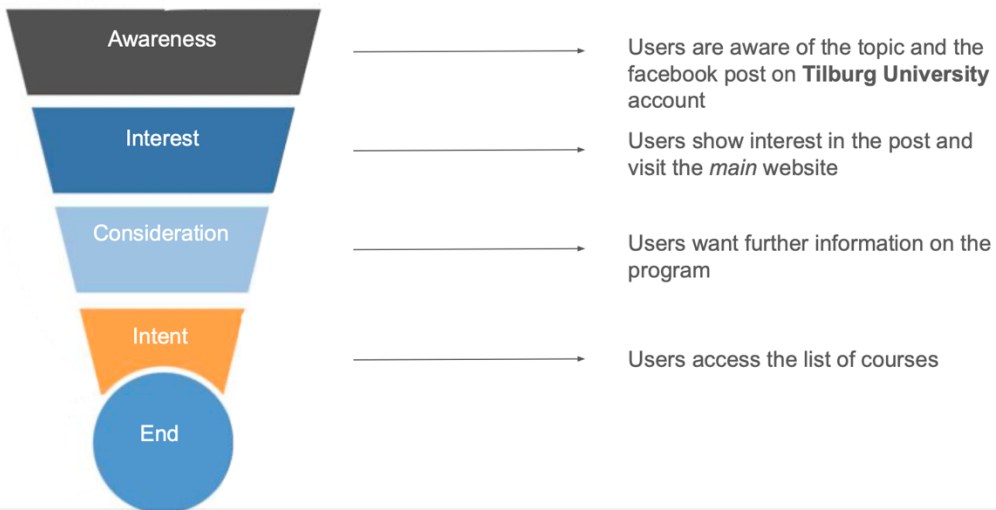 Awareness
Users are aware of the topic and the
facebook post on Tilburg University
account
Interest
Users show interest in the post and
visit the main website
Consideration
Users want further information on the
program
Intent
Users access the list of courses
End